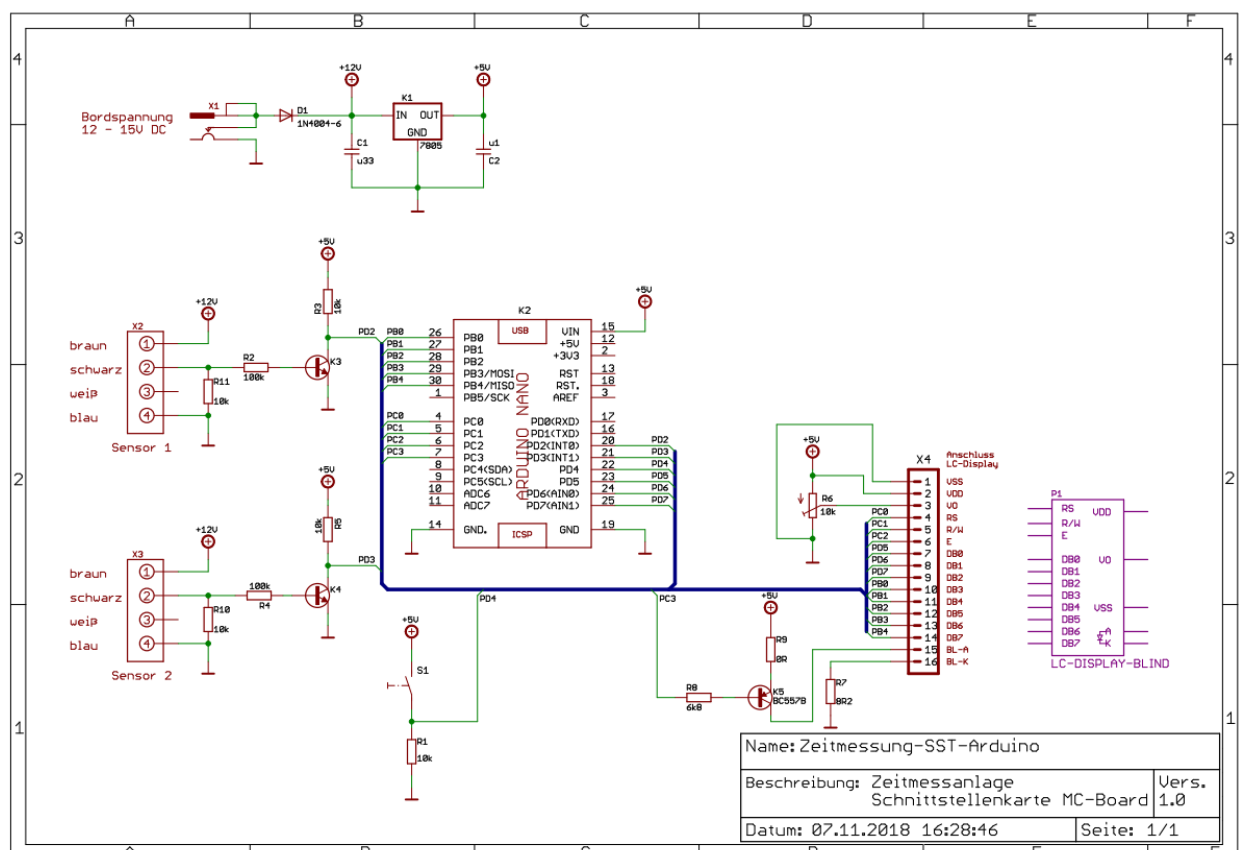 A B C D E F
4 4
+12V +5V
X1 D1 K1
1N4004-6
IN OUT
GND
7805
Bordspannung
12 - 15V DC
C1
u33
u1
C2
3 3
+5V
R3
10k
+12V
X2
braun 1
schwarz 2
weiß 3
blau 4
Sensor 1
R11
10k
R2
100k
K3
PD2
K2
+5V
USB
ARDUINO NANO
ICSP
PB0 26 PB0
PB1 27 PB1
PB2 28 PB2
PB3 29 PB3/MOSI
PB4 30 PB4/MISO
1 PB5/SCK
PC0 4 PC0
PC1 5 PC1
PC2 6 PC2
PC3 7 PC3
8 PC4(SDA)
9 PC5(SCL)
10 ADC6
11 ADC7
14 GND.
VIN 15
+5V 12
+3V3 2
RST 13
RST. 18
AREF 3
PD0(RXD) 17
PD1(TXD) 16
PD2(INT0) 20 PD2
PD3(INT1) 21 PD3
PD4 22 PD4
PD5 23 PD5
PD6(AIN0) 24 PD6
PD7(AIN1) 25 PD7
GND 19
2 2
+5V
R5
10k
+12V
X3
braun 1
schwarz 2
weiß 3
blau 4
Sensor 2
R10
10k
100k
R4
K4
PD3
PD4
PC3
+5V
S1
R1
10k
+5V
R6
10k
X4
Anschluss
LC-Display
1 VSS
2 VDD
3 VO
PC0 4 RS
PC1 5 R/W
PC2 6 E
PD5 7 DB0
PD6 8 DB1
PD7 9 DB2
PB0 10 DB3
PB1 11 DB4
PB2 12 DB5
PB3 13 DB6
PB4 14 DB7
15 BL-A
16 BL-K
+5V
R9
0R
R8
6k8
K5
BC557B
R7
8R2
P1
RS VDD
R/W
E
DB0 VO
DB1
DB2
DB3
DB4 VSS
DB5
DB6 A
DB7 K
LC-DISPLAY-BLIND
1 1
Name: Zeitmessung-SST-Arduino
Beschreibung: Zeitmessanlage
Schnittstellenkarte MC-Board
Vers.
1.0
Datum: 07.11.2018 16:28:46
Seite: 1/1